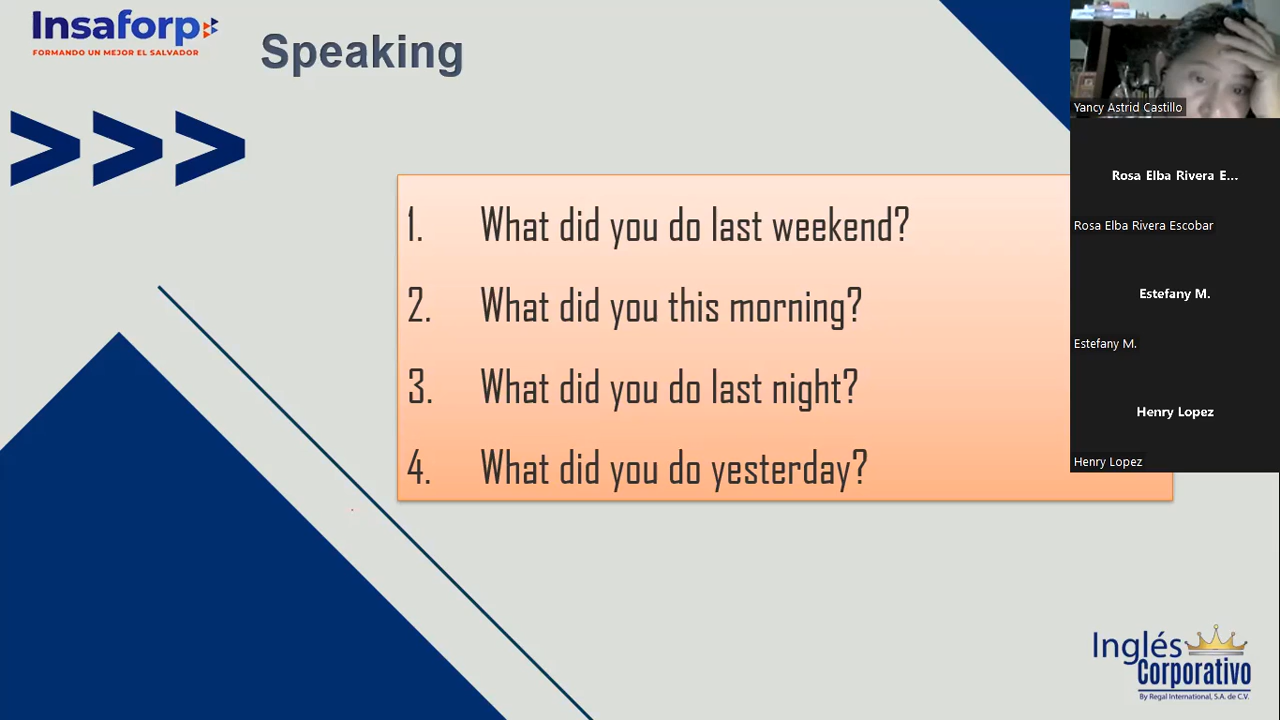 Insaforp
FORMANDO UN MEJOR EL SALVADOR
Speaking
1. What did you do last weekend?
2. What did you this morning?
3. What did you do last night?
4. What did you do yesterday?
Yancy Astrid Castillo
Rosa Elba Rivera E...
Rosa Elba Rivera Escobar
Estefany M.
Estefany M.
Henry Lopez
Henry Lopez
Inglés
Corporativo
By Regal International, S.A. de C.V.